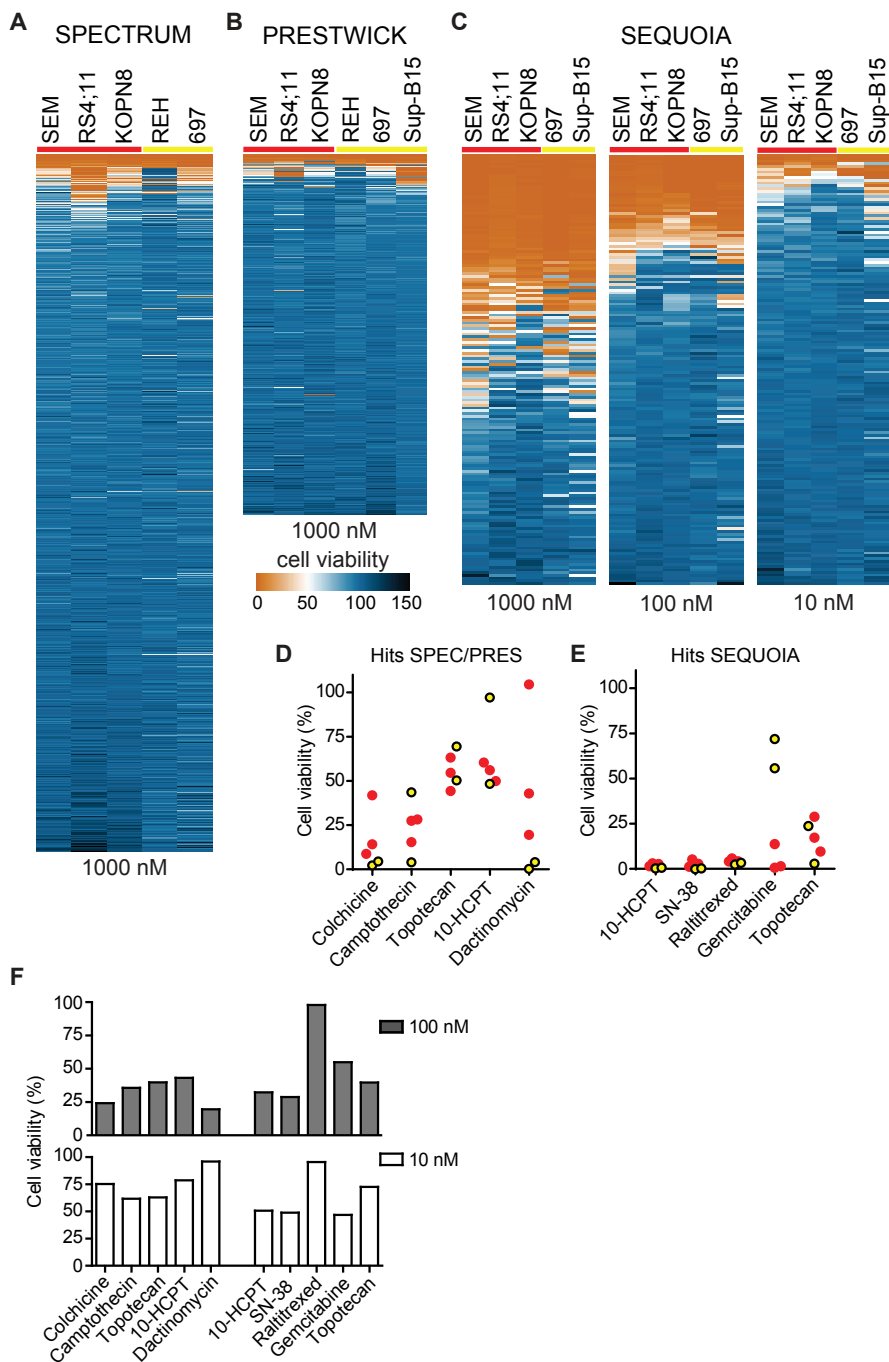 A
SPECTRUM
SEM
RS4;11
KOPN8
REH
697
1000 nM
B
PRESTWICK
SEM
RS4;11
KOPN8
REH
697
Sup-B15
1000 nM
cell viability
0 50 100 150
C
SEQUOIA
SEM
RS4;11
KOPN8
697
Sup-B15
SEM
RS4;11
KOPN8
697
Sup-B15
SEM
RS4;11
KOPN8
697
Sup-B15
1000 nM
100 nM
10 nM
D
Hits SPEC/PRES
Cell viability (%)
100
75
50
25
0
Colchicine
Camptothecin
Topotecan
10-HCPT
Dactinomycin
E
Hits SEQUOIA
Cell viability (%)
100
75
50
25
0
10-HCPT
SN-38
Raltitrexed
Gemcitabine
Topotecan
F
Cell viability (%)
100
75
50
25
0
100 nM
100
75
50
25
0
10 nM
Colchicine
Camptothecin
Topotecan
10-HCPT
Dactinomycin
10-HCPT
SN-38
Raltitrexed
Gemcitabine
Topotecan